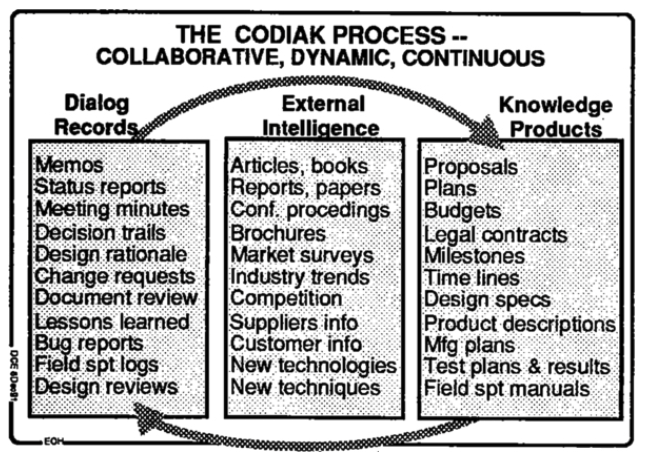 THE CODIAK PROCESS --
COLLABORATIVE, DYNAMIC, CONTINUOUS
Dialog
Records
Memos
Status reports
Meeting minutes
Decision trails
Design rationale
Change requests
Document review
Lessons learned
Bug reports
Field spt logs
Design reviews
External
Intelligence
Articles, books
Reports, papers
Conf. procedings
Brochures
Market surveys
Industry trends
Competition
Suppliers info
Customer info
New technologies
New techniques
Knowledge
Products
Proposals
Plans
Budgets
Legal contracts
Milestones
Time lines
Design specs
Product descriptions
Mfg plans
Test plans & results
Field spt manuals